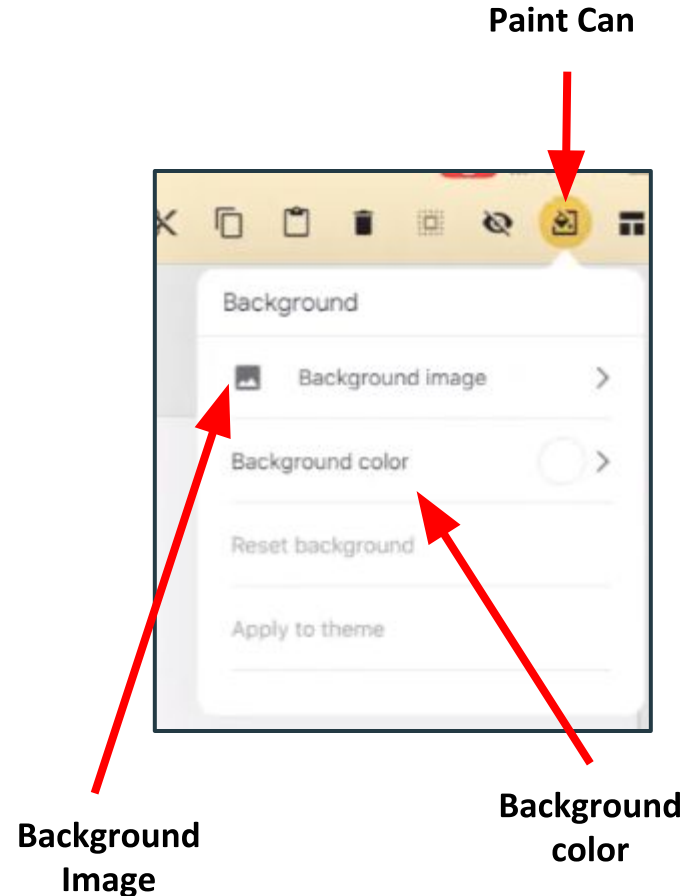 Paint Can
Background
Background image
Background color
Reset background
Apply to theme
Background
Image
Background
color